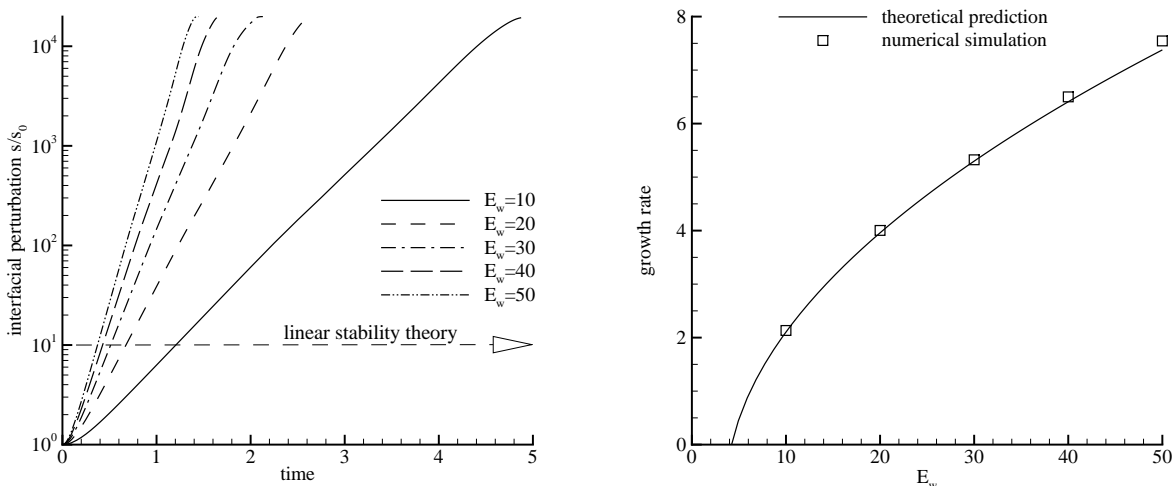 interfacial perturbation s/s₀
10⁴
10³
10²
10¹
10⁰
0
1
2
3
4
5
time
E_w=10
E_w=20
E_w=30
E_w=40
E_w=50
linear stability theory
growth rate
8
6
4
2
0
10
20
30
40
50
E_w
theoretical prediction
numerical simulation